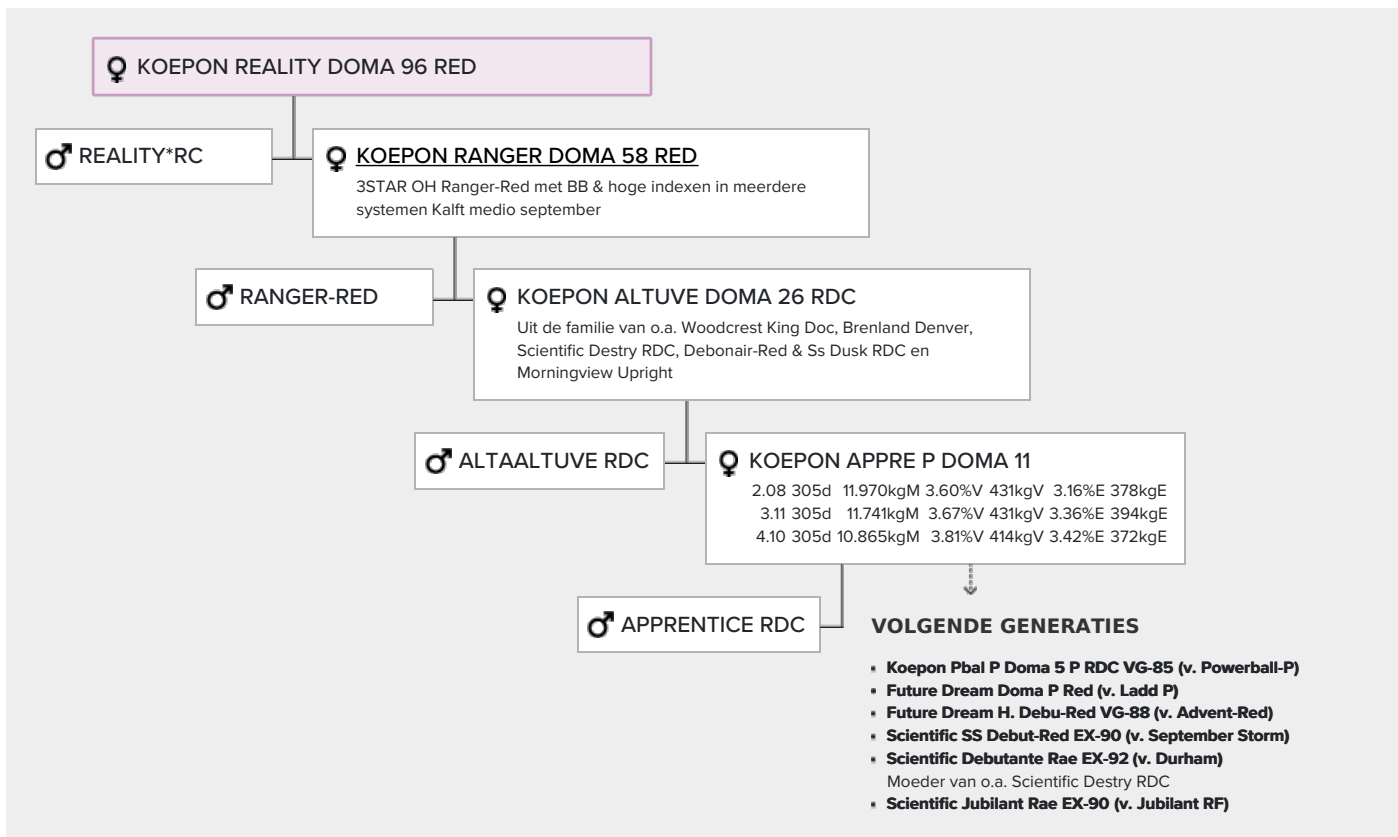 KOEPON REALITY DOMA 96 RED
REALITY*RC
KOEPON RANGER DOMA 58 RED
3STAR OH Ranger-Red met BB & hoge indexen in meerdere
systemen Kalft medio september
RANGER-RED
KOEPON ALTUVE DOMA 26 RDC
Uit de familie van o.a. Woodcrest King Doc, Brenland Denver,
Scientific Destry RDC, Debonair-Red & Ss Dusk RDC en
Morningview Upright
ALTAALTUVE RDC
KOEPON APPRE P DOMA 11
2.08 305d 11.970kgM 3.60%V 431kgV 3.16%E 378kgE
3.11 305d 11.741kgM 3.67%V 431kgV 3.36%E 394kgE
4.10 305d 10.865kgM 3.81%V 414kgV 3.42%E 372kgE
APPRENTICE RDC
VOLGENDE GENERATIES
Koepon Pbal P Doma 5 P RDC VG-85 (v. Powerball-P)
Future Dream Doma P Red (v. Ladd P)
Future Dream H. Debu-Red VG-88 (v. Advent-Red)
Scientific SS Debut-Red EX-90 (v. September Storm)
Scientific Debutante Rae EX-92 (v. Durham)
Moeder van o.a. Scientific Destry RDC
Scientific Jubilant Rae EX-90 (v. Jubilant RF)